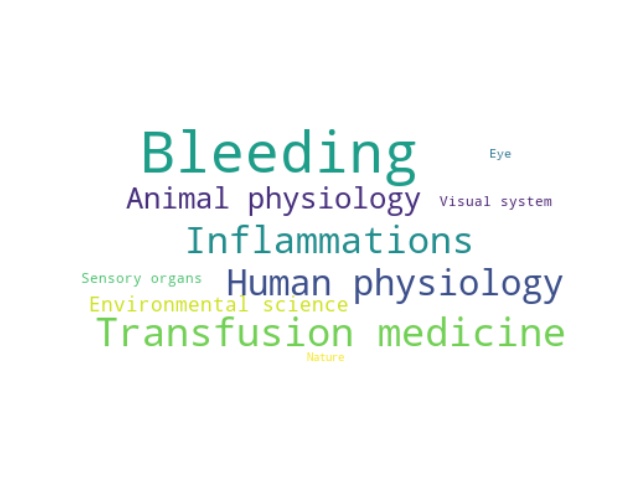 Bleeding
Eye
Animal physiology
Visual system
Inflammations
Sensory organs
Human physiology
Environmental science
Transfusion medicine
Nature